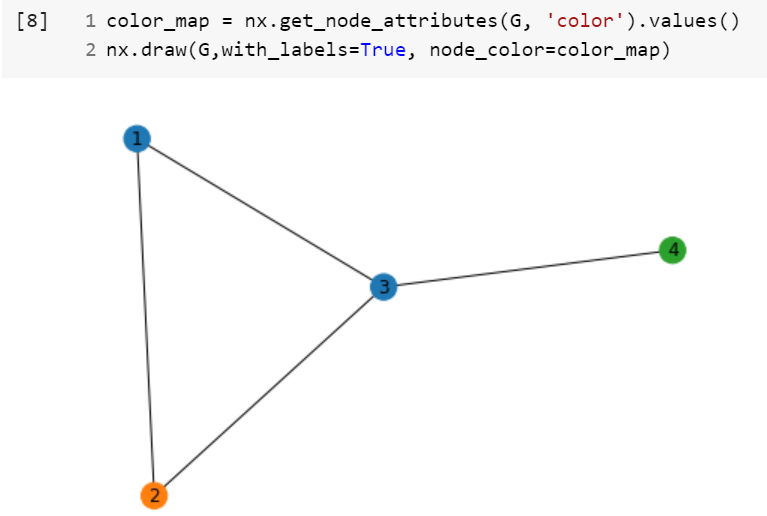 [8]
1 color_map = nx.get_node_attributes(G, 'color').values()
2 nx.draw(G,with_labels=True, node_color=color_map)
1
4
3
2